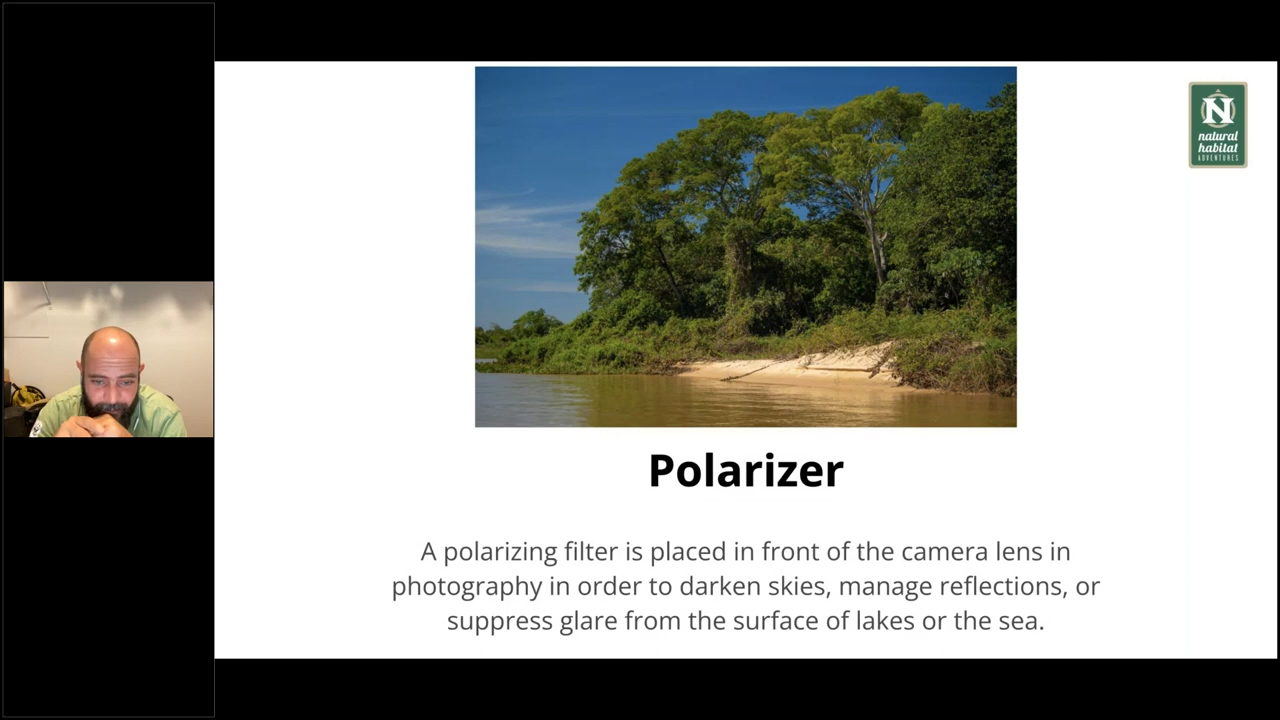 N
natural
habitat
ADVENTURES
Polarizer
A polarizing filter is placed in front of the camera lens in
photography in order to darken skies, manage reflections, or
suppress glare from the surface of lakes or the sea.